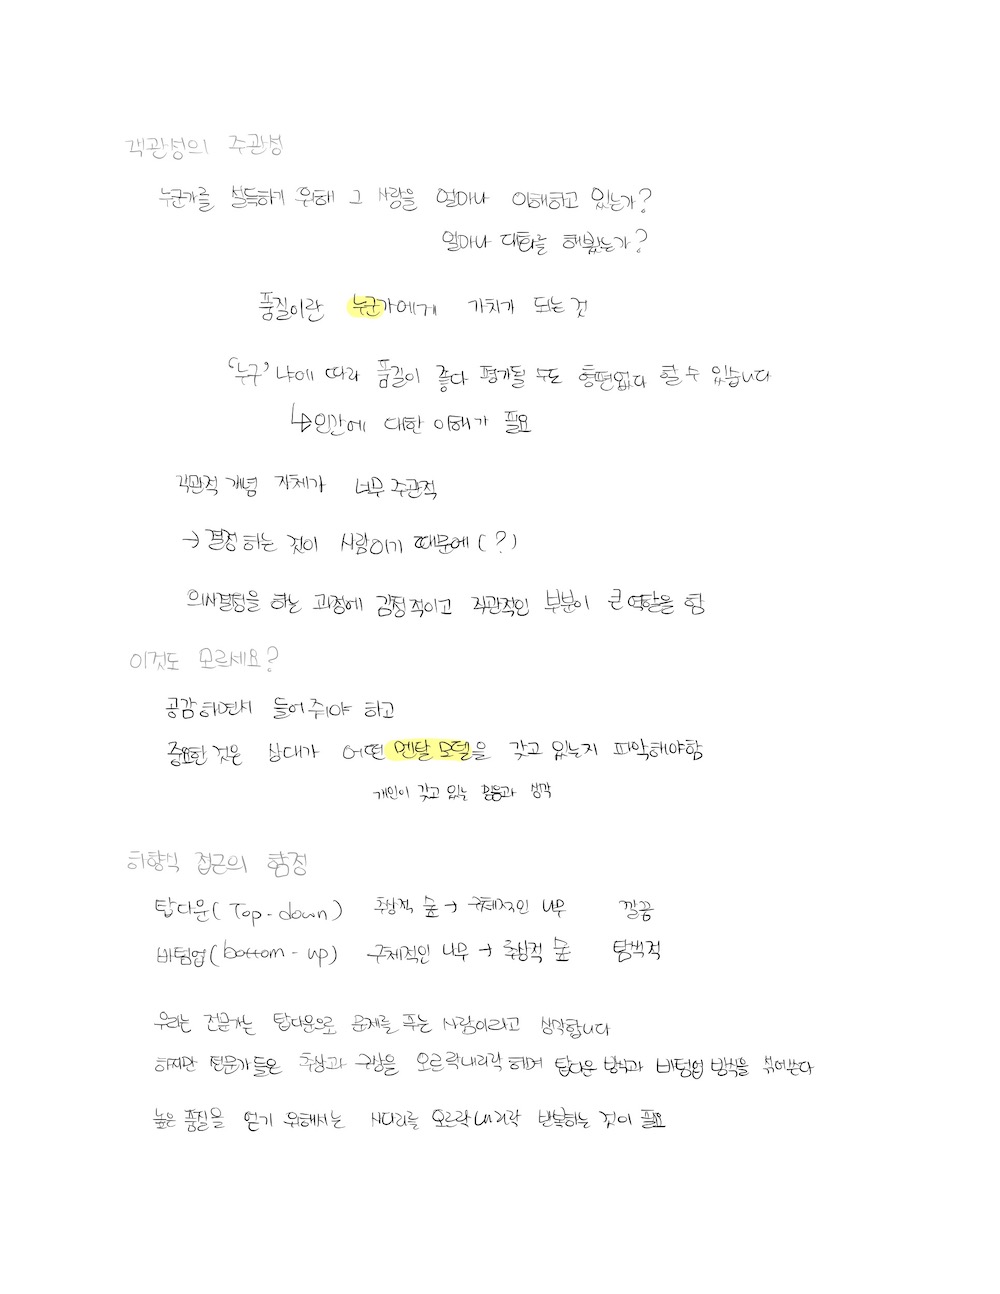 객관성의 주관성
누군가를 설득하기 위해 그 사람을 얼마나 이해하고 있는가?
얼마나 대화를 해봤는가?
품질이란 누군가에게 가치가 되는 것
'누구'냐에 따라 품질이 좋다 평가될 수도 형편없다 할 수 있습니다
↳인간에 대한 이해가 필요
객관적 개념 자체가 너무 주관적
→ 결정하는 것이 사람이기 때문에(?)
의사결정을 하는 과정에 감정적이고 직관적인 부분이 큰 역할을 함
이것도 모르세요?
공감하면서 들어줘야 하고
중요한 것은 상대가 어떤 멘탈 모델을 갖고 있는지 파악해야함
개인이 갖고 있는 믿음과 생각
하향식 접근의 함정
탑다운(Top-down) 추상적 숲 → 구체적인 나무 깔끔
바텀업(bottom-up) 구체적인 나무 → 추상적 숲 탐색적
우리는 전문가는 탑다운으로 문제를 푸는 사람이라고 생각합니다
하지만 전문가들은 추상과 구상을 오르락내리락 하며 탑다운 방식과 바텀업 방식을 섞어쓴다
높은 품질을 얻기 위해서는 사다리를 오르락내리락 반복하는 것이 필요